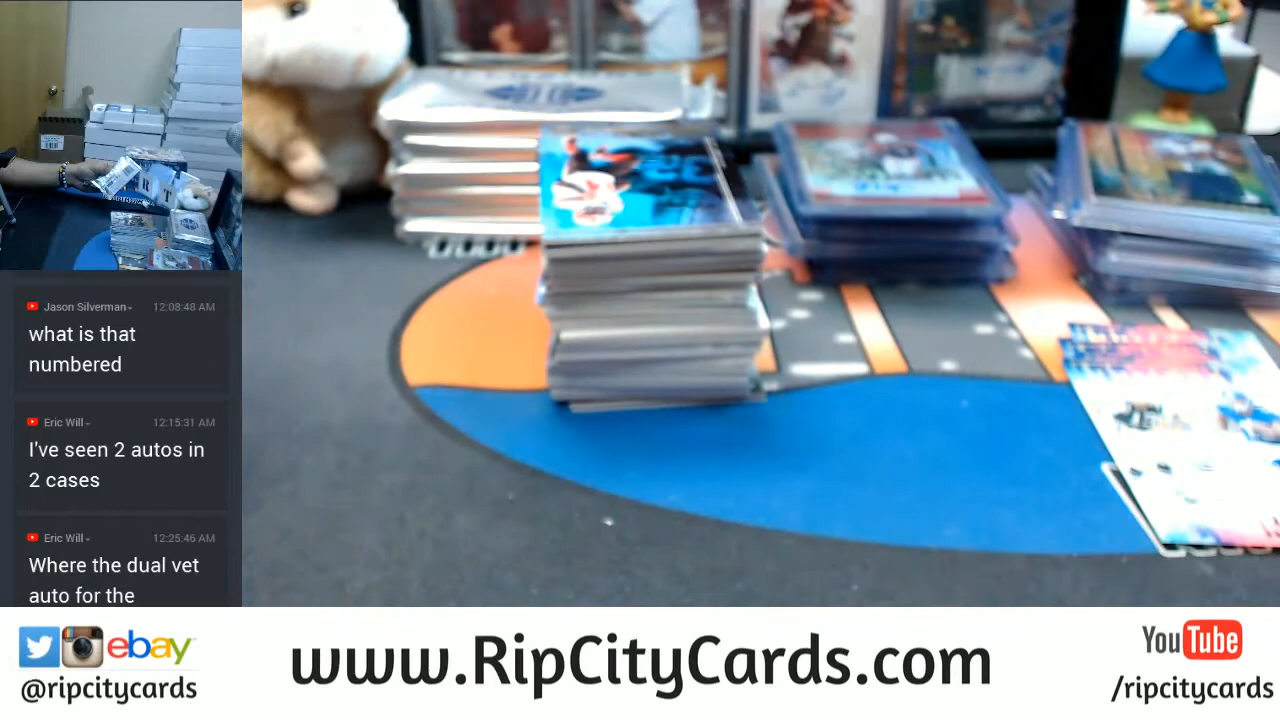 Jason Silverman 12:08:48 AM
what is that
numbered
Eric Will 12:15:31 AM
I've seen 2 autos in
2 cases
Eric Will 12:25:46 AM
Where the dual vet
auto for the
ebay
@ripcitycards
www.RipCityCards.com
YouTube
/ripcitycards